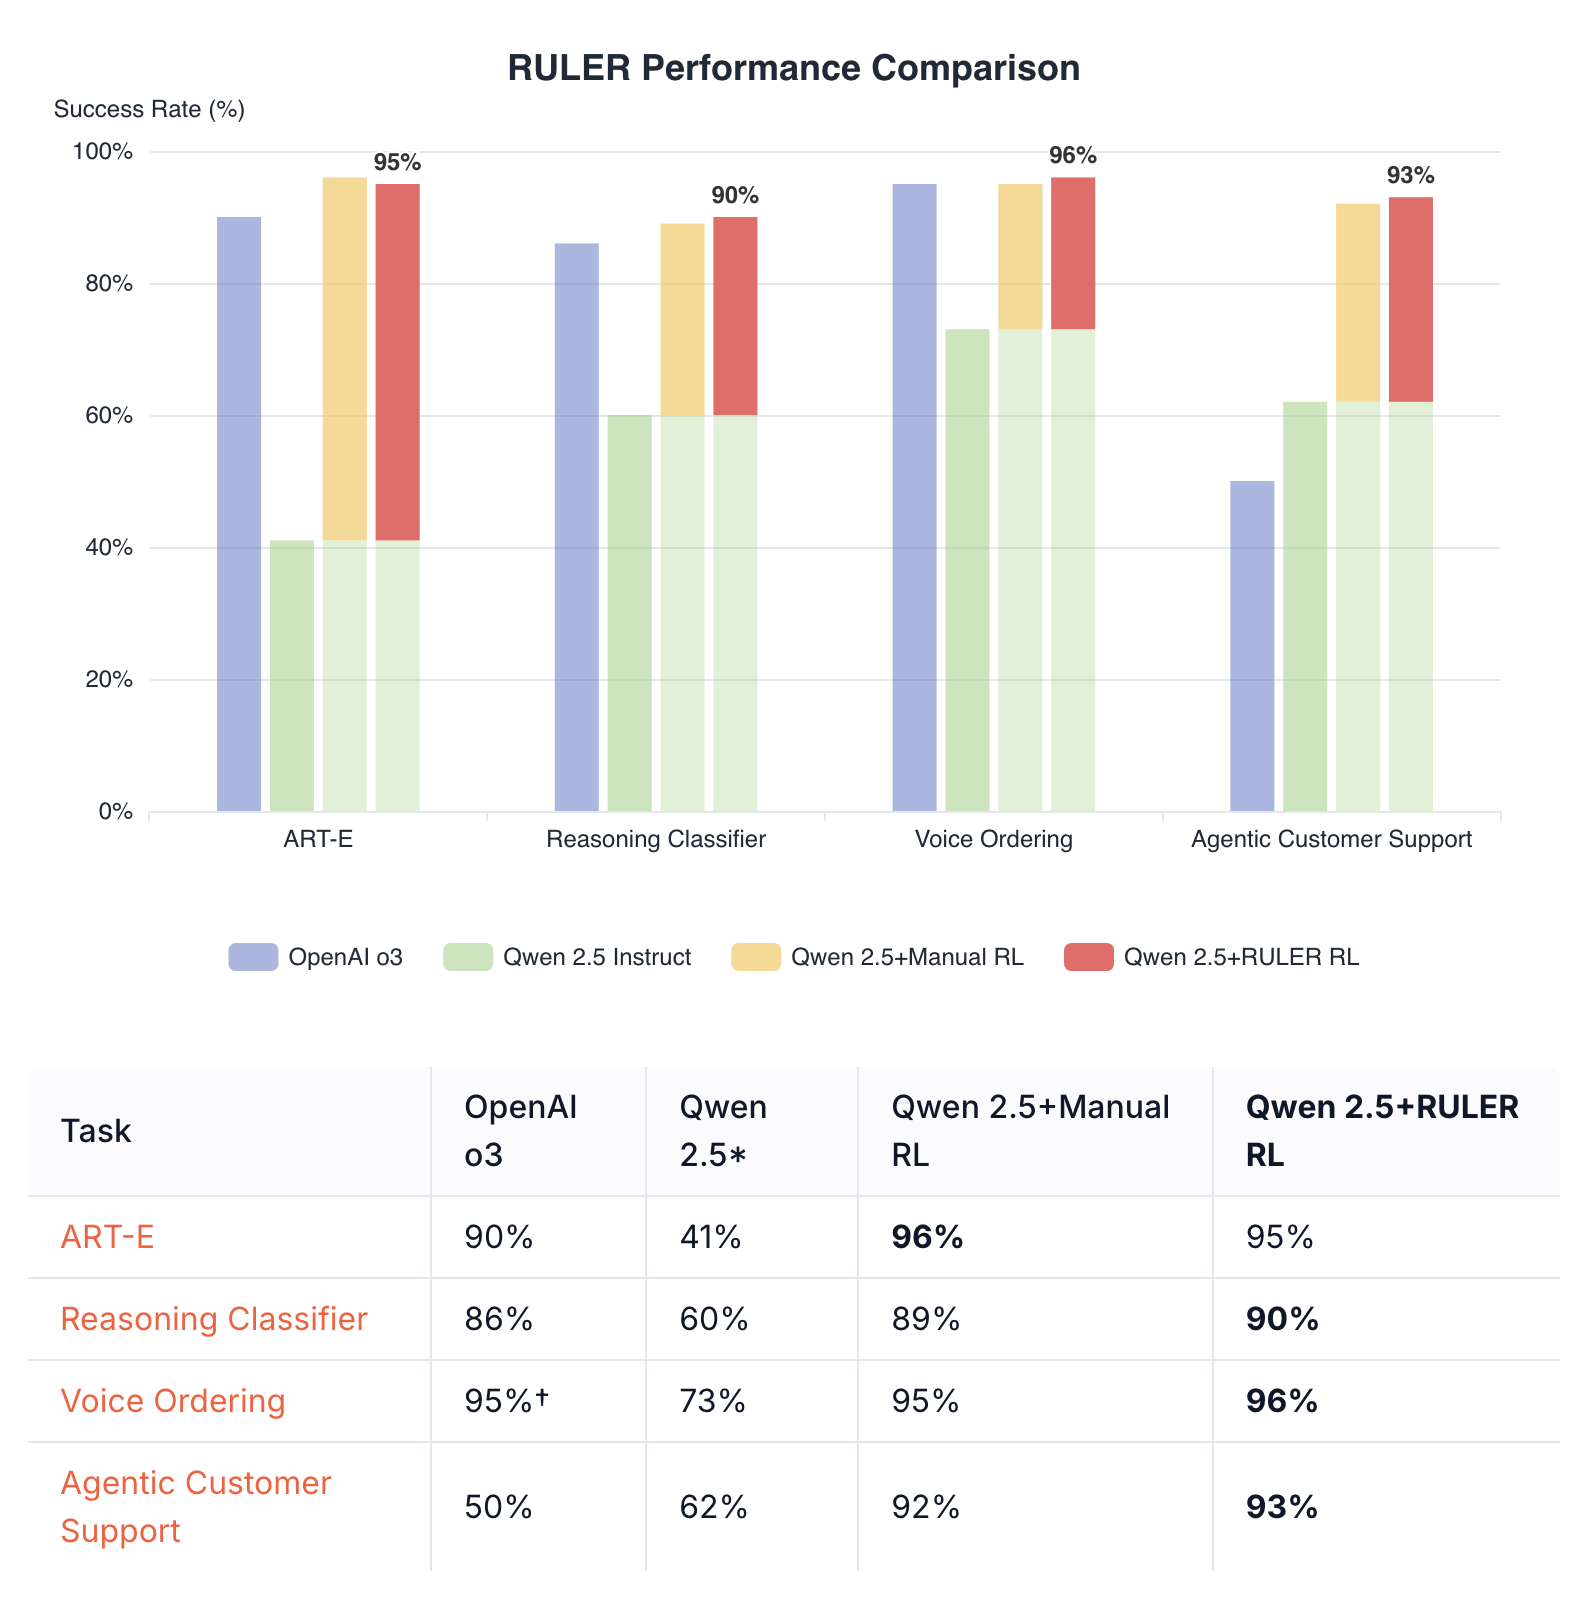 RULER Performance Comparison
Success Rate (%)
100%
80%
60%
40%
20%
0%
95%
90%
96%
93%
ART-E
Reasoning Classifier
Voice Ordering
Agentic Customer Support
OpenAI o3
Qwen 2.5 Instruct
Qwen 2.5+Manual RL
Qwen 2.5+RULER RL
Task
OpenAI
o3
Qwen
2.5*
Qwen 2.5+Manual
RL
Qwen 2.5+RULER
RL
ART-E
90%
41%
96%
95%
Reasoning Classifier
86%
60%
89%
90%
Voice Ordering
95%†
73%
95%
96%
Agentic Customer
Support
50%
62%
92%
93%